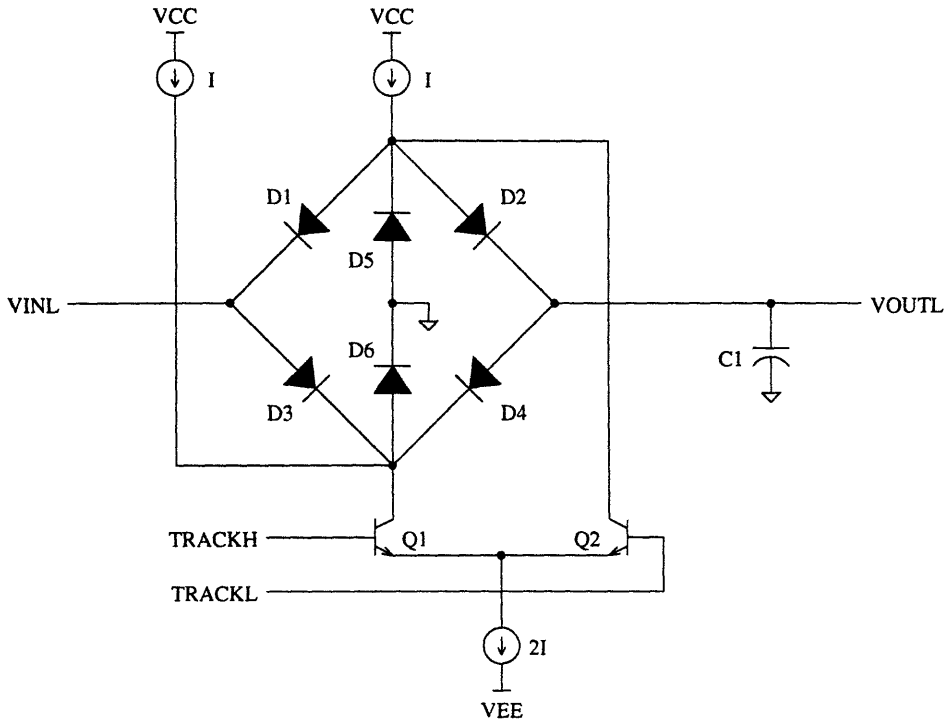 VCC
VCC
I
I
D1
D2
D5
VINL
VOUTL
D6
C1
D3
D4
TRACKH
Q1
Q2
TRACKL
2I
VEE